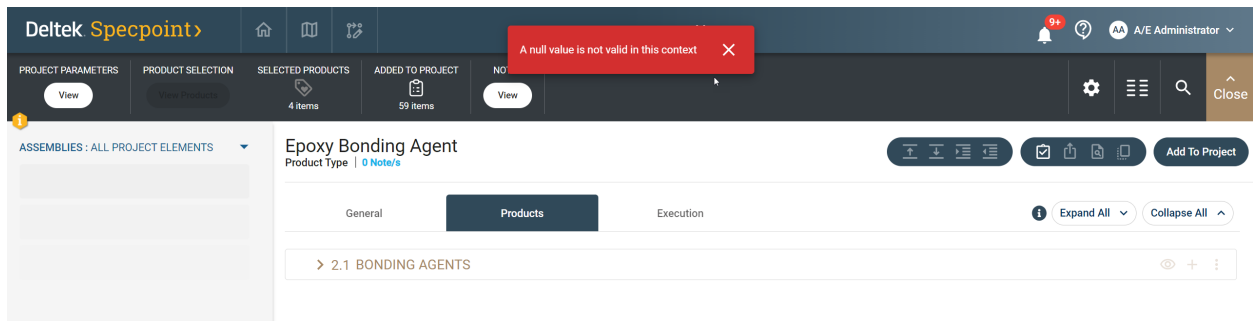 Deltek. Specpoint
A null value is not valid in this context
9+
AA A/E Administrator
PROJECT PARAMETERS
View
PRODUCT SELECTION
View Products
SELECTED PRODUCTS
4 items
ADDED TO PROJECT
59 items
NO
View
Close
ASSEMBLIES : ALL PROJECT ELEMENTS
Epoxy Bonding Agent
Product Type | 0 Note/s
Add To Project
General
Products
Execution
Expand All
Collapse All
2.1 BONDING AGENTS